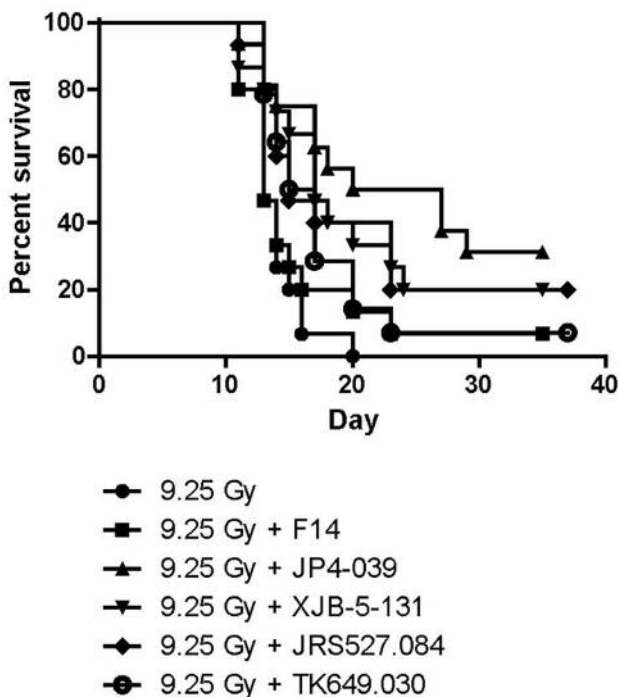 100
80
60
40
20
0
Percent survival
0 10 20 30 40
Day
9.25 Gy
9.25 Gy + F14
9.25 Gy + JP4-039
9.25 Gy + XJB-5-131
9.25 Gy + JRS527.084
9.25 Gy + TK649.030